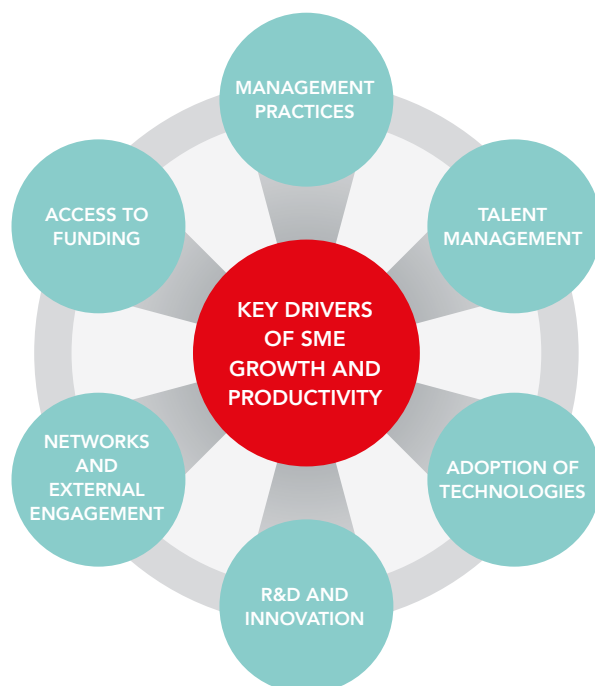 MANAGEMENT
PRACTICES
ACCESS TO
FUNDING
TALENT
MANAGEMENT
KEY DRIVERS
OF SME
GROWTH AND
PRODUCTIVITY
NETWORKS
AND
EXTERNAL
ENGAGEMENT
ADOPTION OF
TECHNOLOGIES
R&D AND
INNOVATION